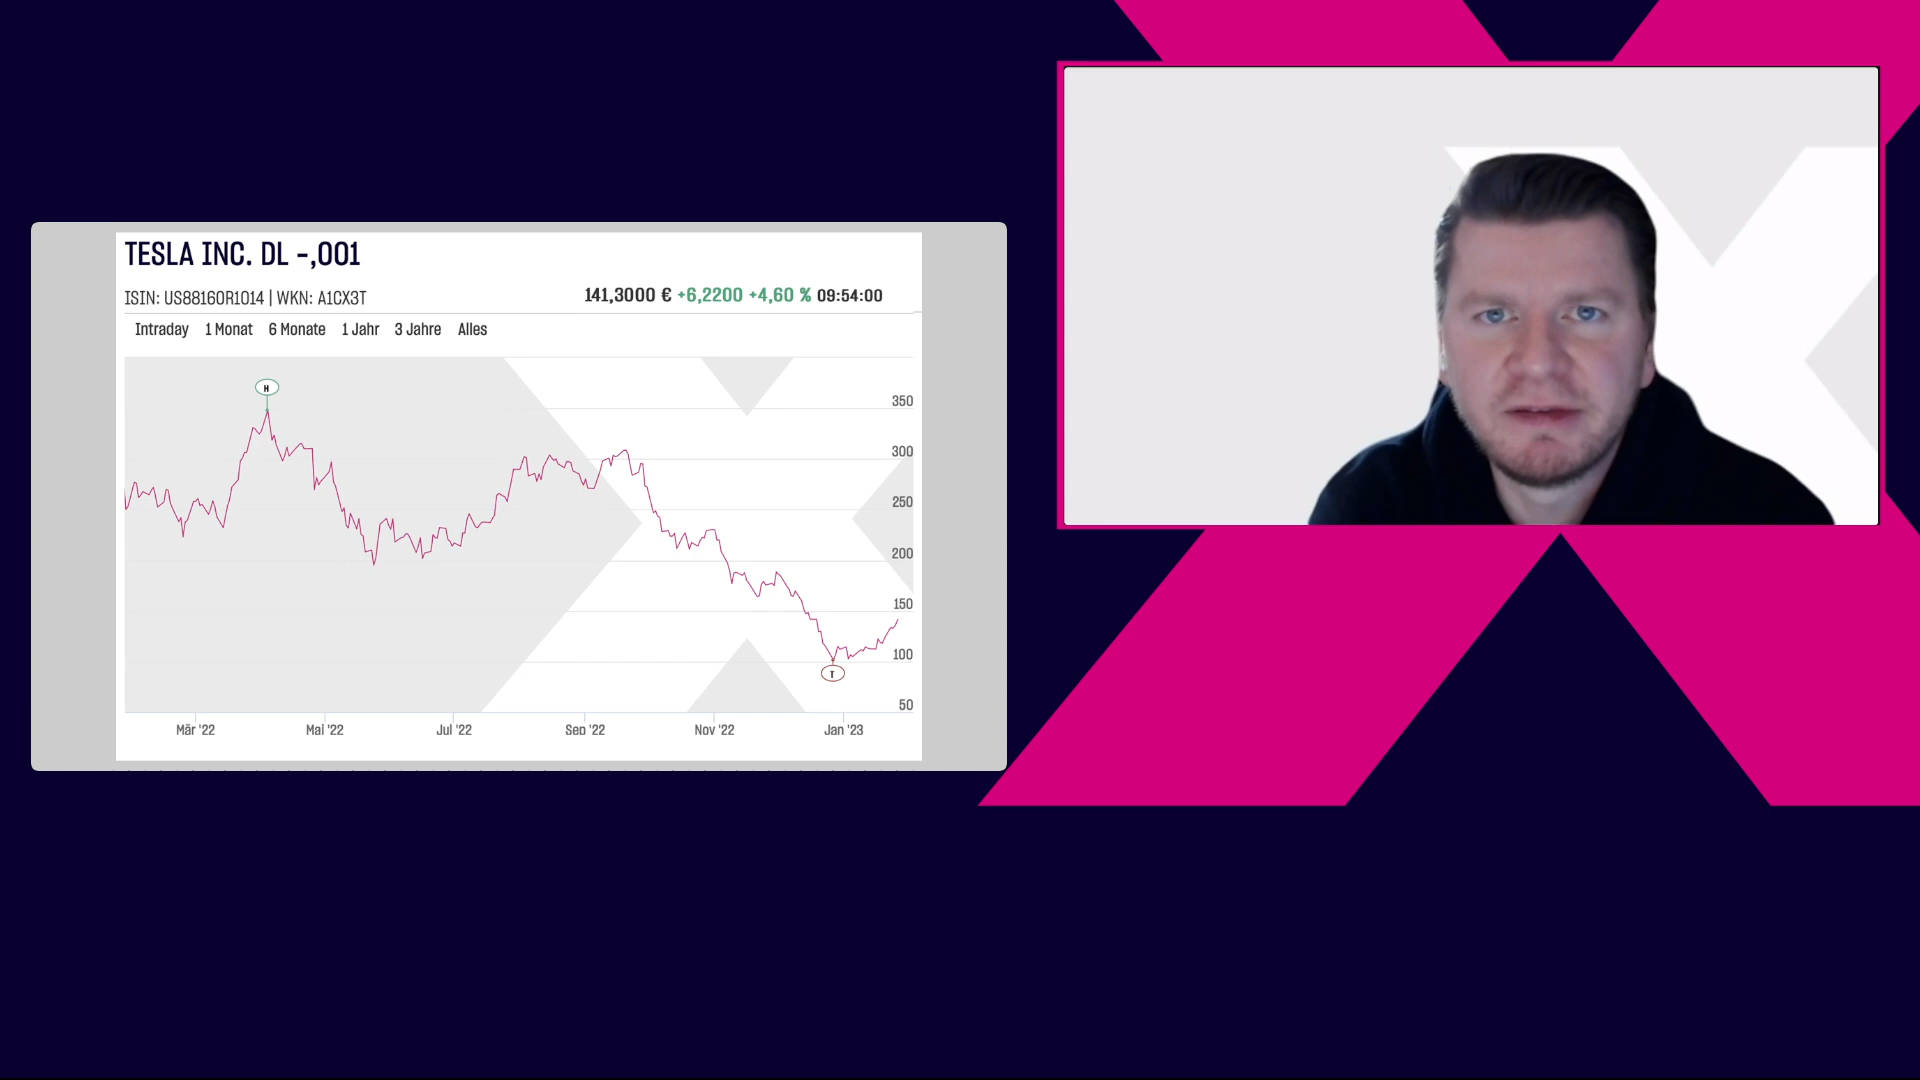 TESLA INC. DL -,001
ISIN: US88160R1014 | WKN: A1CX3T
141,3000 € +6,2200 +4,60 % 09:54:00
Intraday 1 Monat 6 Monate 1 Jahr 3 Jahre Alles
H
350
300
250
200
150
100
T
50
Mär '22 Mai '22 Jul '22 Sep '22 Nov '22 Jan '23